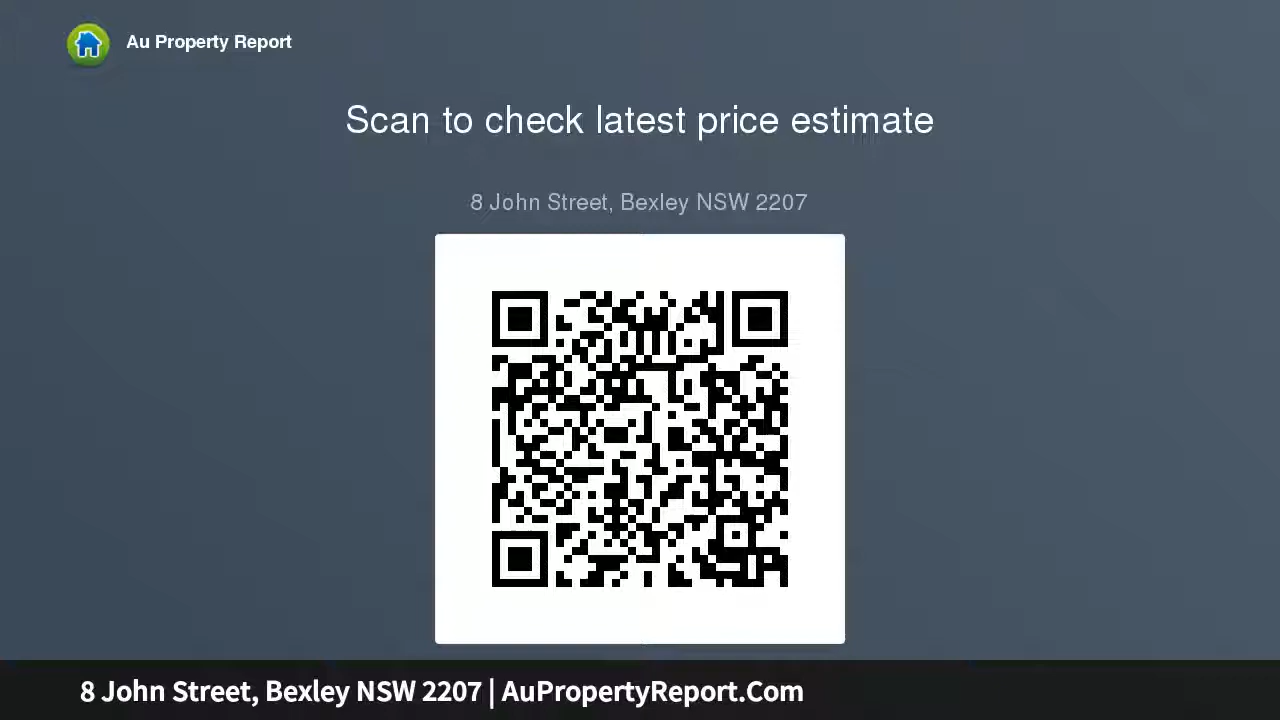 Au Property Report
Scan to check latest price estimate
8 John Street, Bexley NSW 2207
8 John Street, Bexley NSW 2207 | AuPropertyReport.Com